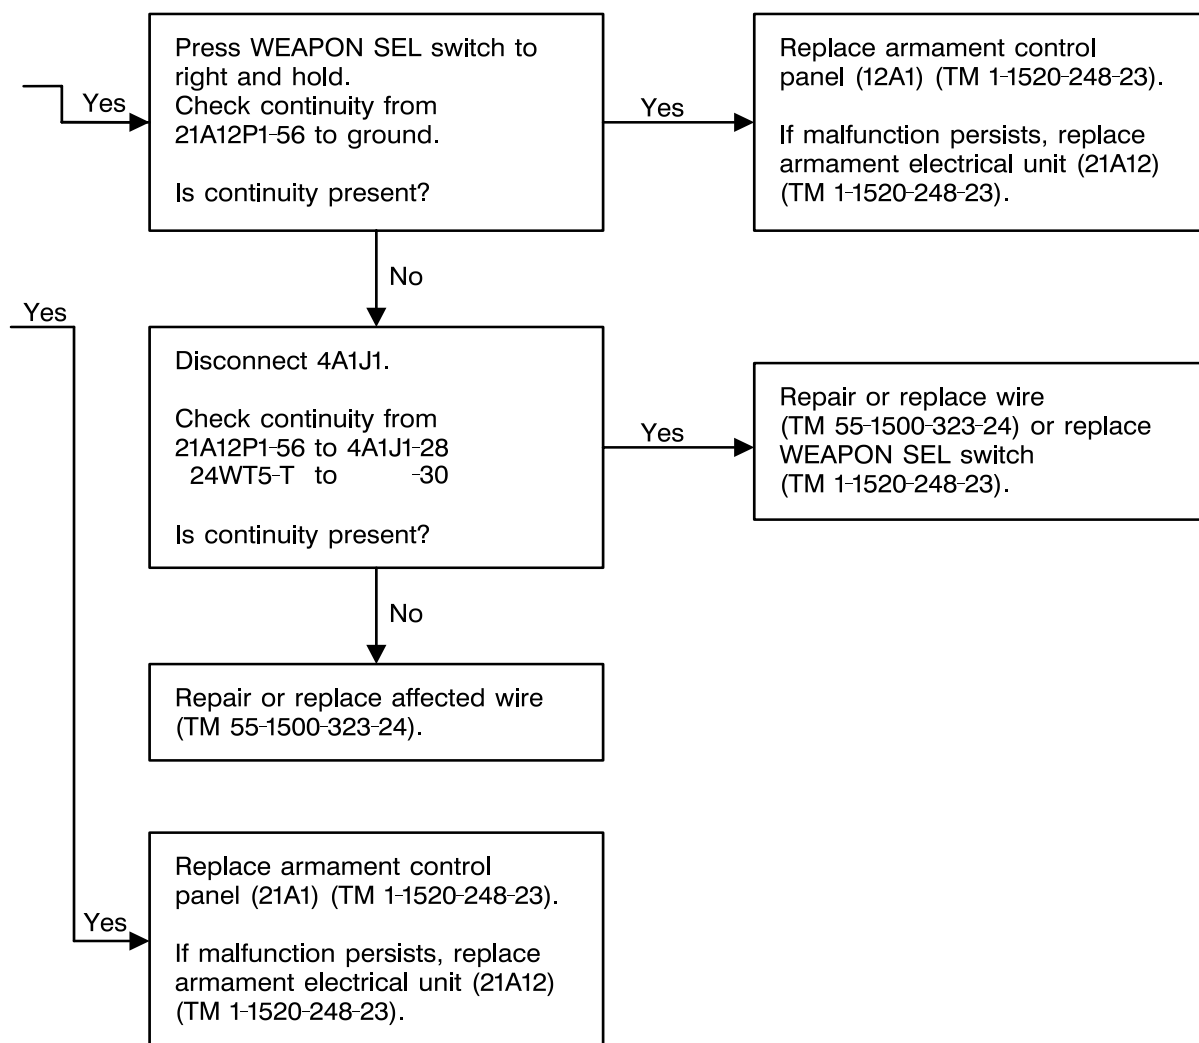 Press WEAPON SEL switch to
right and hold.
Check continuity from
21A12P1-56 to ground.
Is continuity present?
Yes
Yes
Replace armament control
panel (12A1) (TM 1-1520-248-23).
If malfunction persists, replace
armament electrical unit (21A12)
(TM 1-1520-248-23).
No
Yes
Disconnect 4A1J1.
Check continuity from
21A12P1-56 to 4A1J1-28
24WT5-T to -30
Is continuity present?
Yes
Repair or replace wire
(TM 55-1500-323-24) or replace
WEAPON SEL switch
(TM 1-1520-248-23).
No
Repair or replace affected wire
(TM 55-1500-323-24).
Yes
Replace armament control
panel (21A1) (TM 1-1520-248-23).
If malfunction persists, replace
armament electrical unit (21A12)
(TM 1-1520-248-23).